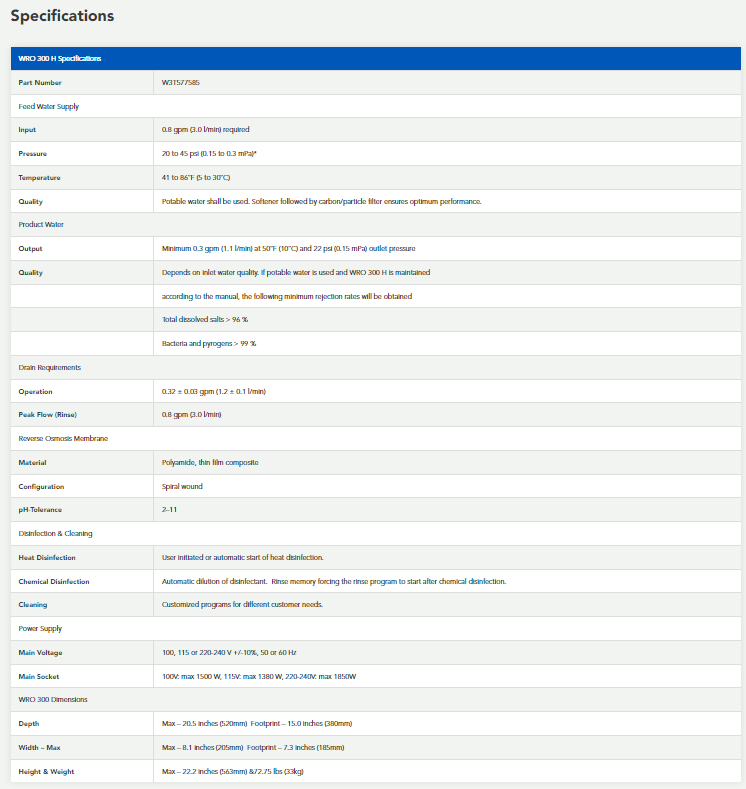 Specifications
WRO 300 H Specifications
Part Number W31577585
Feed Water Supply
Input 0.8 gpm (3.0 l/min) required
Pressure 20 to 45 psi (0.15 to 0.3 mPa)*
Temperature 41 to 86°F (5 to 30°C)
Quality Potable water shall be used. Softener followed by carbon/particle filter ensures optimum performance.
Product Water
Output Minimum 0.3 gpm (1.1 l/min) at 50°F (10°C) and 22 psi (0.15 mPa) outlet pressure
Quality Depends on inlet water quality. If potable water is used and WRO 300 H is maintained
according to the manual, the following minimum rejection rates will be obtained
Total dissolved salts > 96 %
Bacteria and pyrogens > 99 %
Drain Requirements
Operation 0.32 ± 0.03 gpm (1.2 ± 0.1 l/min)
Peak Flow (Rinse) 0.8 gpm (3.0 l/min)
Reverse Osmosis Membrane
Material Polyamide, thin film composite
Configuration Spiral wound
pH-Tolerance 2–11
Disinfection & Cleaning
Heat Disinfection User initiated or automatic start of heat disinfection.
Chemical Disinfection Automatic dilution of disinfectant. Rinse memory forcing the rinse program to start after chemical disinfection.
Cleaning Customized programs for different customer needs.
Power Supply
Main Voltage 100, 115 or 220-240 V +/-10%, 50 or 60 Hz
Main Socket 100V: max 1500 W, 115V: max 1380 W, 220-240V: max 1850W
WRO 300 Dimensions
Depth Max – 20.5 inches (520mm) Footprint – 15.0 inches (380mm)
Width – Max Max – 8.1 inches (205mm) Footprint – 7.3 inches (185mm)
Height & Weight Max – 22.2 inches (563mm) &72.75 lbs (33kg)